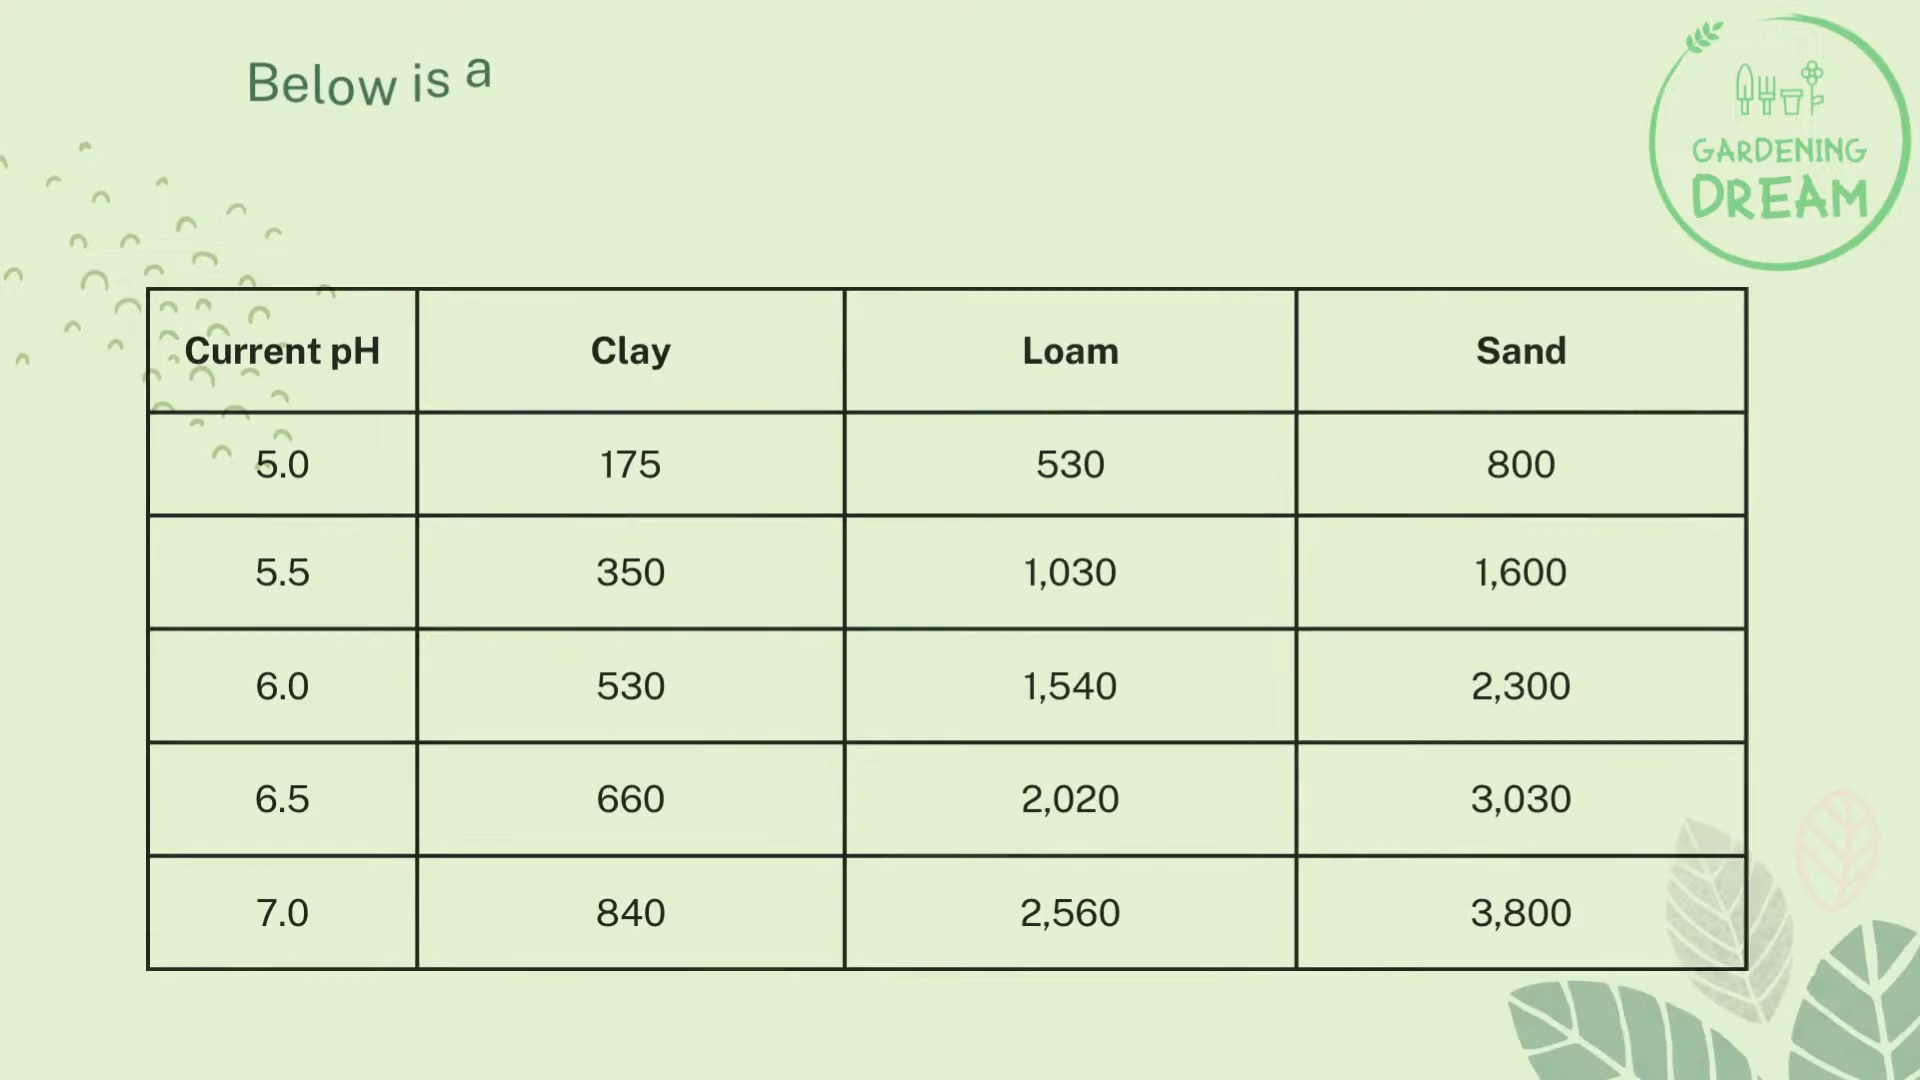 Below is a
GARDENING
DREAM
Current pH Clay Loam Sand
5.0 175 530 800
5.5 350 1,030 1,600
6.0 530 1,540 2,300
6.5 660 2,020 3,030
7.0 840 2,560 3,800